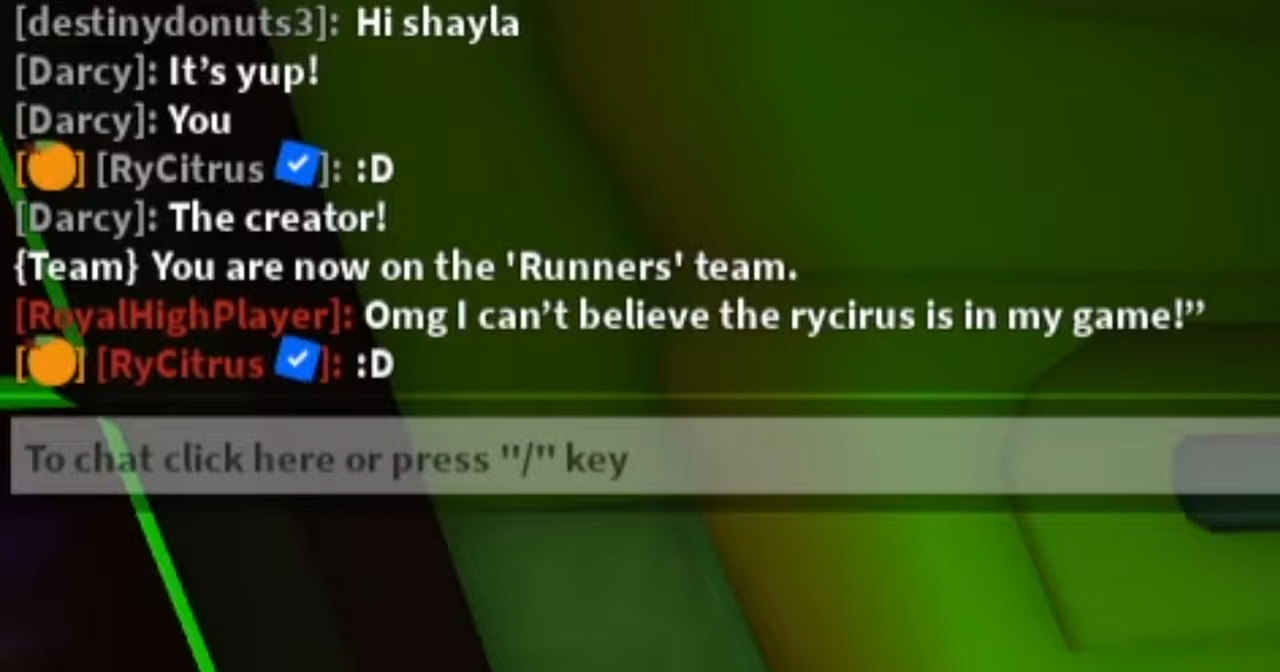 [destinydonuts3]: Hi shayla
[Darcy]: It’s yup!
[Darcy]: You
[🟠] [RyCitrus ☑️]: :D
[Darcy]: The creator!
{Team} You are now on the 'Runners' team.
[RoyalHighPlayer]: Omg I can’t believe the rycirus is in my game!”
[🟠] [RyCitrus ☑️]: :D
To chat click here or press "/" key